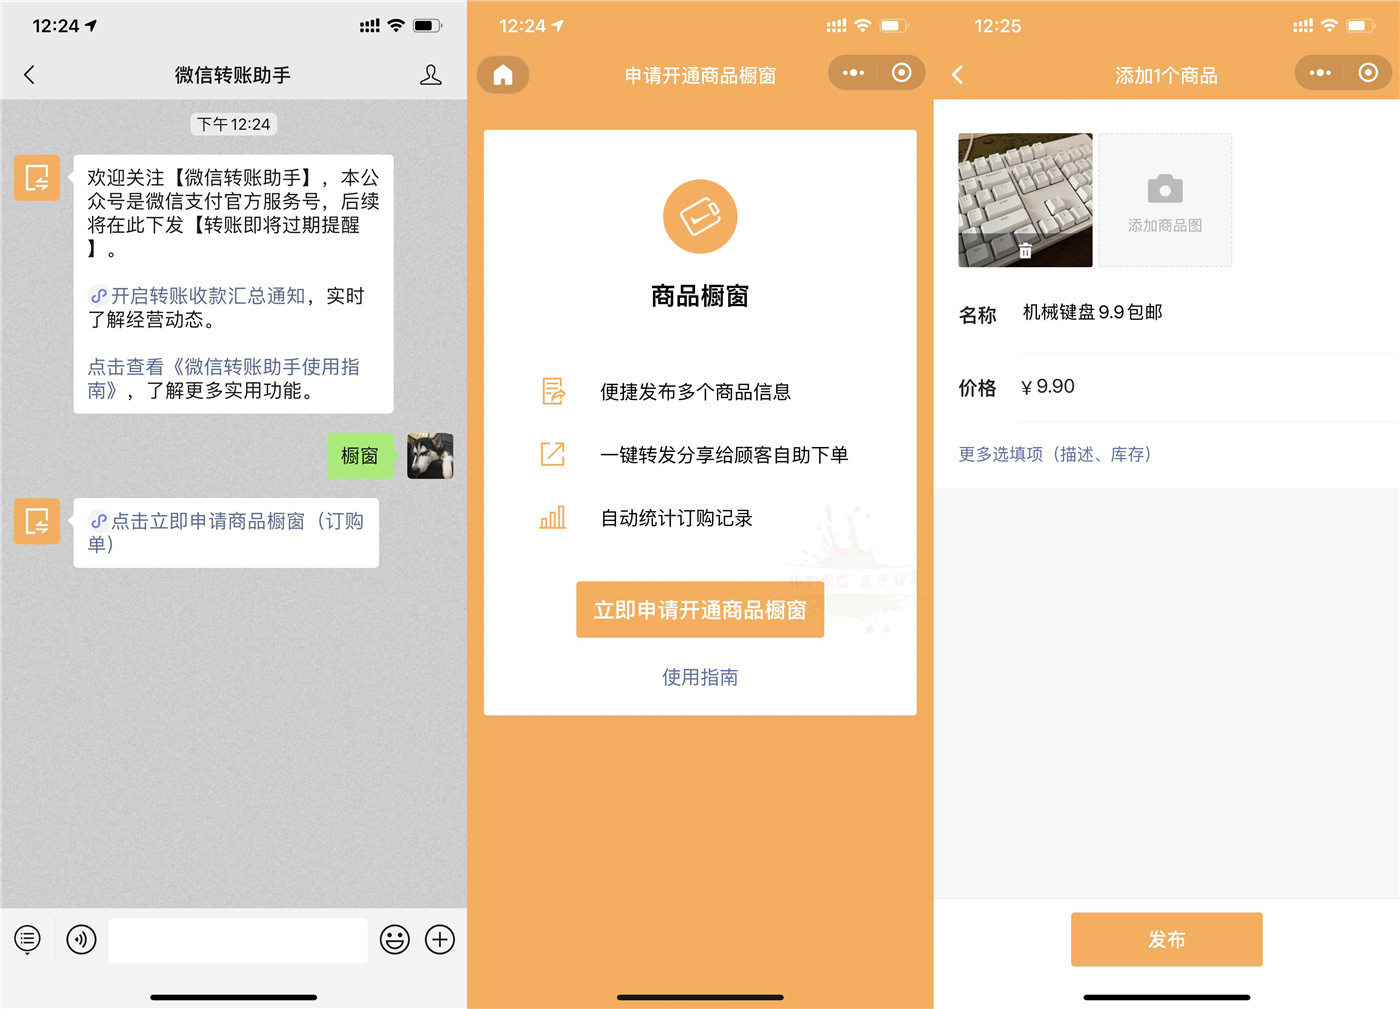 12:24
微信转账助手
下午12:24
欢迎关注【微信转账助手】，本公
众号是微信支付官方服务号，后续
将在此下发【转账即将过期提醒
】。
开启转账收款汇总通知，实时
了解经营动态。
点击查看《微信转账助手使用指
南》，了解更多实用功能。
橱窗
点击立即申请商品橱窗（订购
单）
12:24
申请开通商品橱窗
商品橱窗
便捷发布多个商品信息
一键转发分享给顾客自助下单
自动统计订购记录
立即申请开通商品橱窗
使用指南
12:25
添加1个商品
添加商品图
名称 机械键盘9.9包邮
价格 ¥9.90
更多选填项（描述、库存）
发布